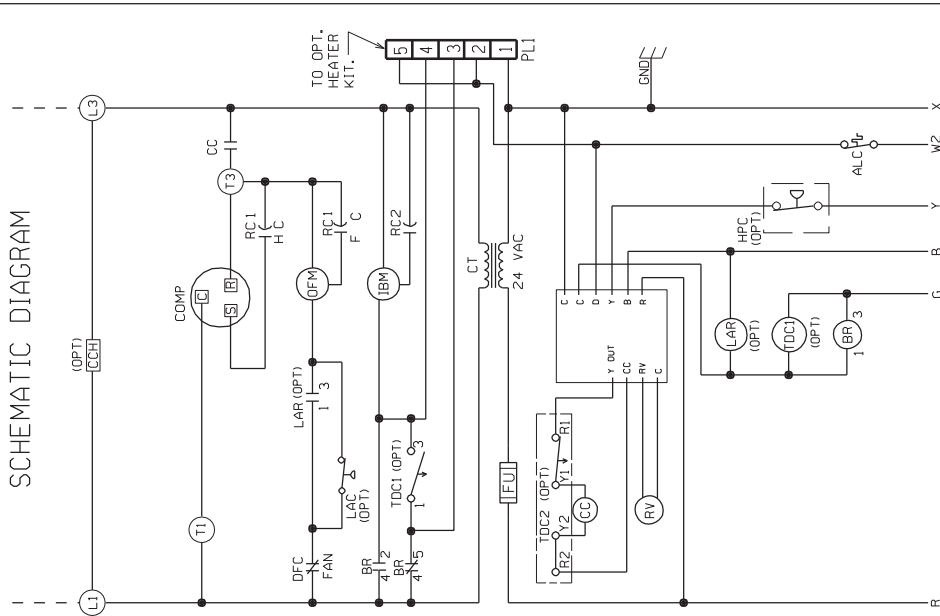 SCHEMATIC DIAGRAM
L1
(OPT)
CCH
L3
T1
COMP
C
S
R
T3
CC
RC1
H C
DFC
FAN
LAR (OPT)
1 3
LAC
(OPT)
OFM
RC1
F C
BR
4 2
IBM
RC2
BR
4 5
TDC1 (OPT)
1 3
TO OPT.
HEATER
KIT.
5
4
3
2
1
PL1
CT
24 VAC
FU
GND
TDC2 (OPT)
R2
Y2
Y1
R1
CC
RV
Y OUT
CC
RV
C
C
C
D
Y
B
R
LAR
(OPT)
TDC1
(OPT)
BR
1 3
HPC
(OPT)
ALC
R
G
B
Y
W2
X